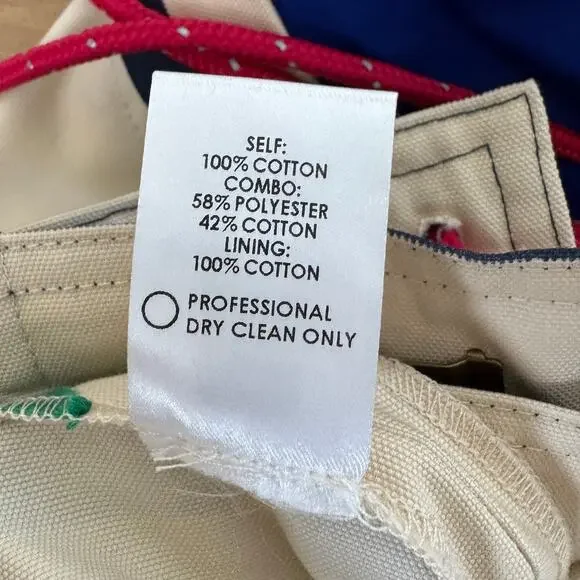 SELF:
100% COTTON
COMBO:
58% POLYESTER
42% COTTON
LINING:
100% COTTON
PROFESSIONAL
DRY CLEAN ONLY